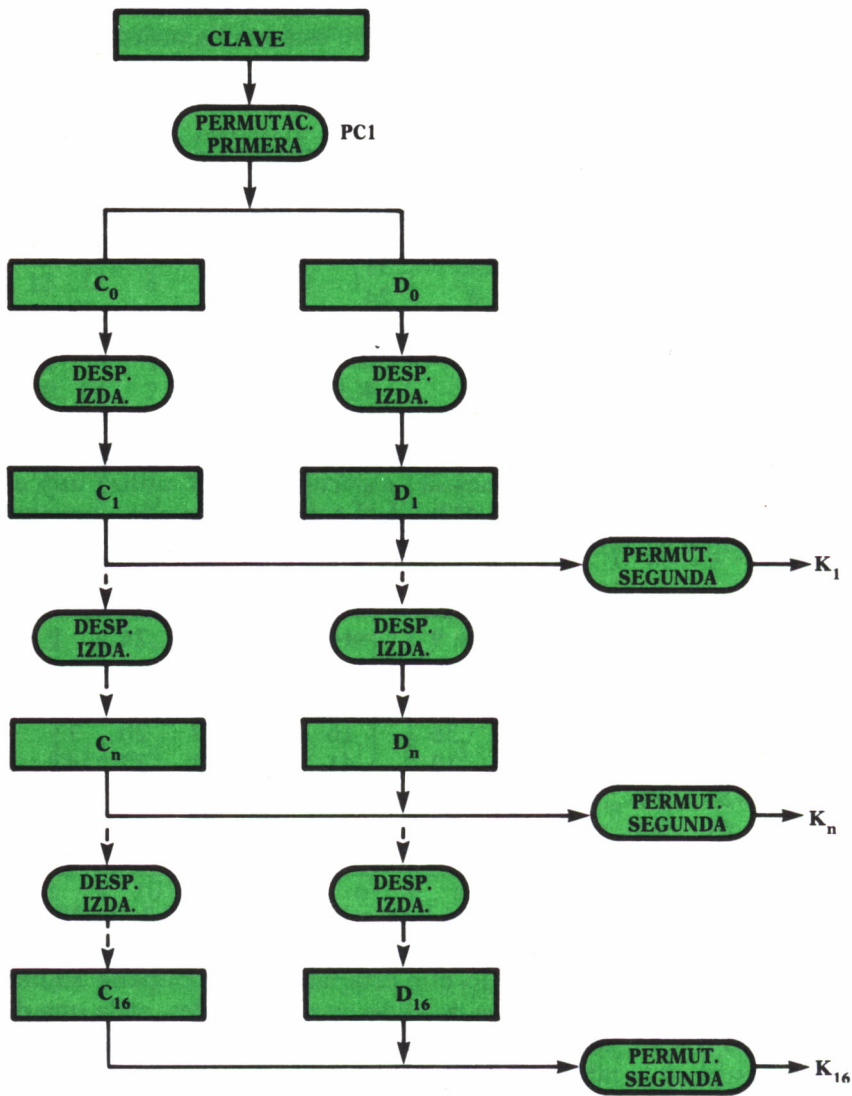 CLAVE
PERMUTAC.
PRIMERA
PC1
C₀
D₀
DESP.
IZDA.
DESP.
IZDA.
C₁
D₁
PERMUT.
SEGUNDA
K₁
DESP.
IZDA.
DESP.
IZDA.
Cₙ
Dₙ
PERMUT.
SEGUNDA
Kₙ
DESP.
IZDA.
DESP.
IZDA.
C₁₆
D₁₆
PERMUT.
SEGUNDA
K₁₆